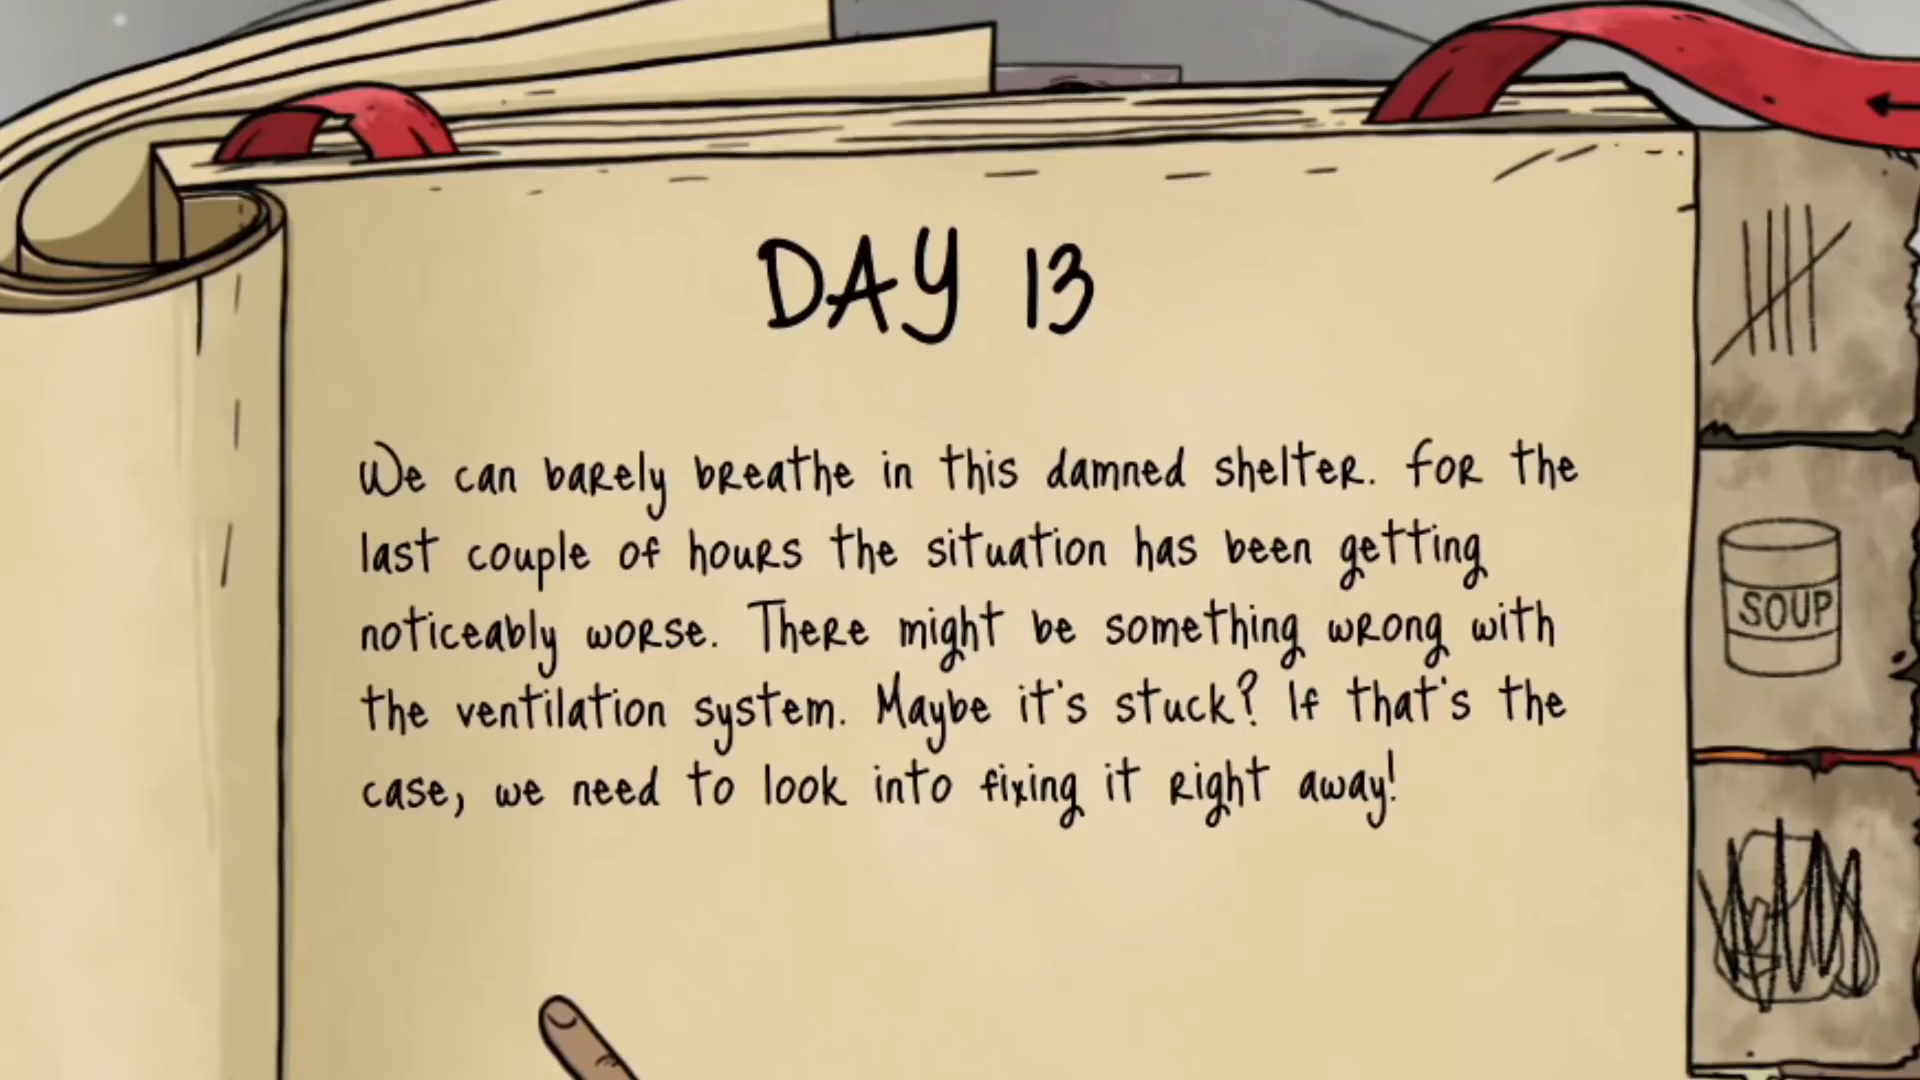 DAY 13
We can barely breathe in this damned shelter. For the
last couple of hours the situation has been getting
noticeably worse. There might be something wrong with
the ventilation system. Maybe it's stuck? If that's the
case, we need to look into fixing it right away!
SOUP